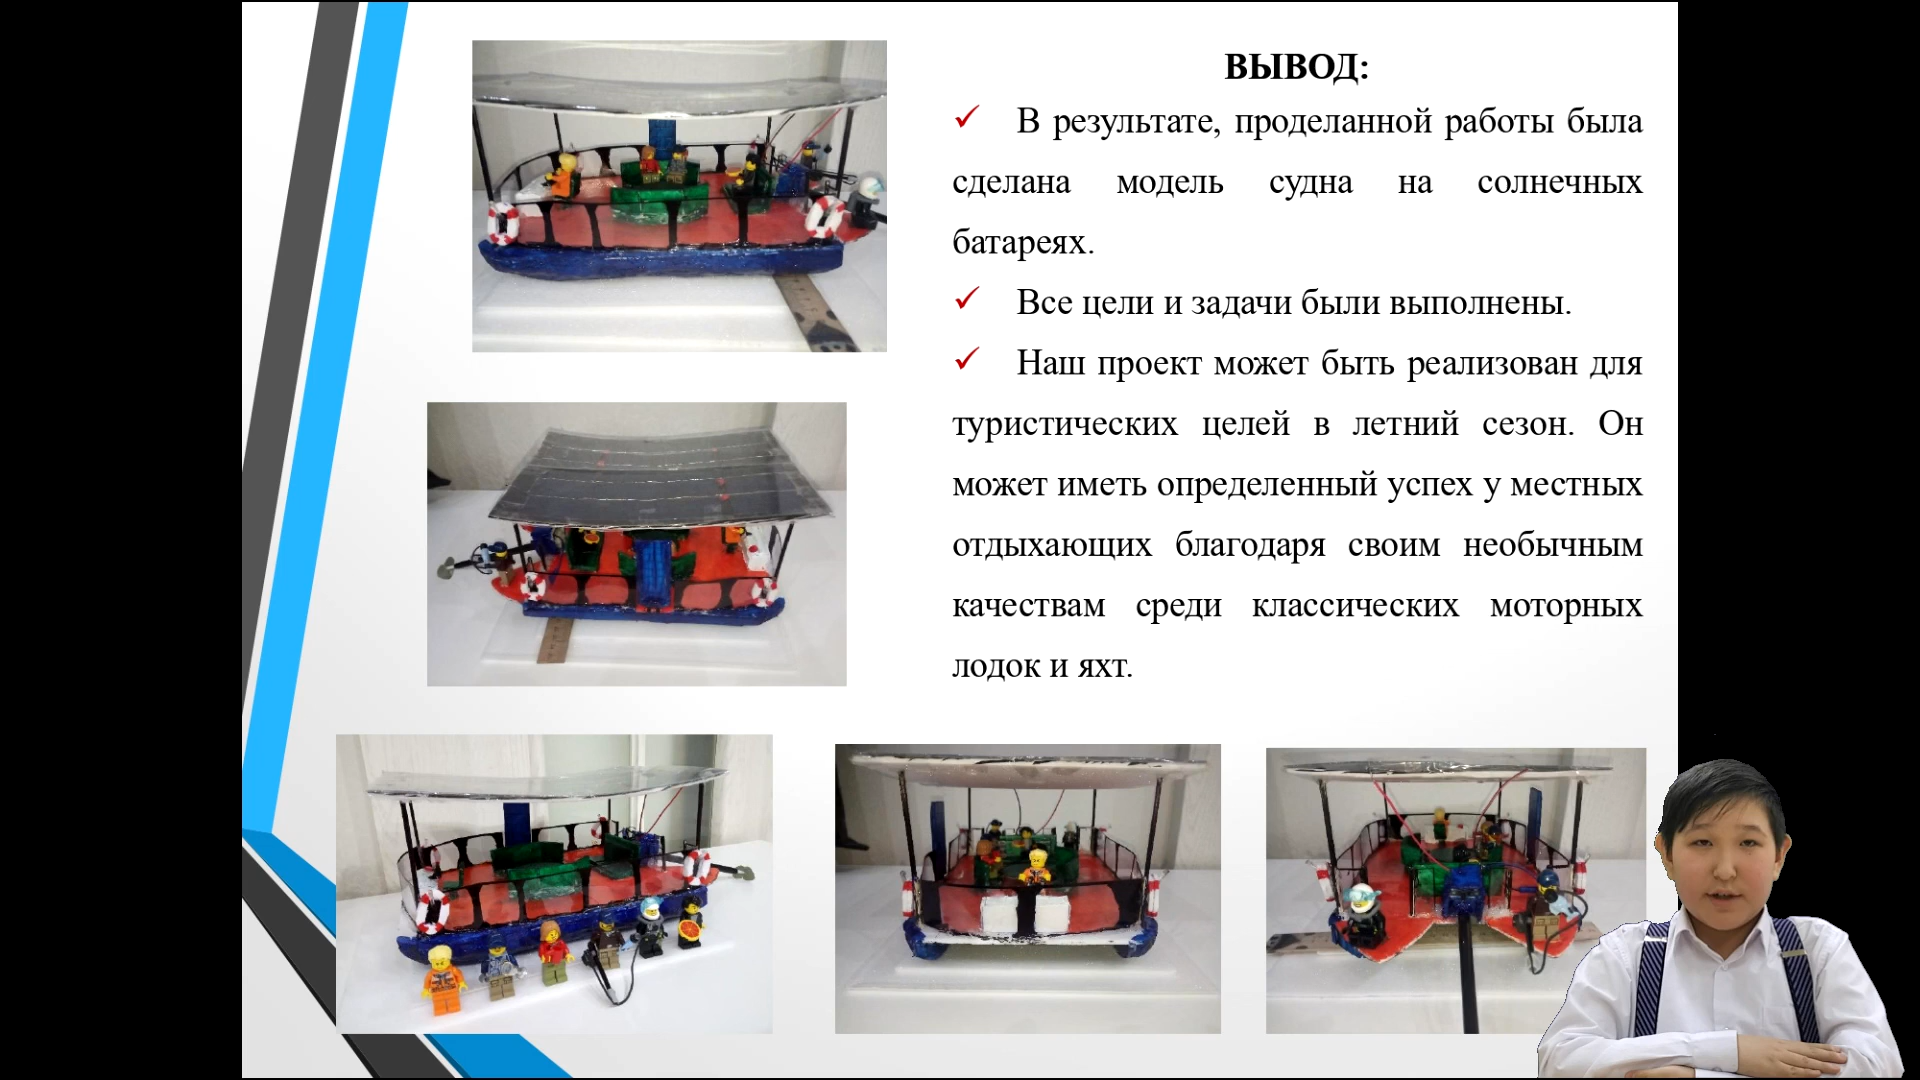 ВЫВОД:
В результате, проделанной работы была
сделана модель судна на солнечных
батареях.
Все цели и задачи были выполнены.
Наш проект может быть реализован для
туристических целей в летний сезон. Он
может иметь определенный успех у местных
отдыхающих благодаря своим необычным
качествам среди классических моторных
лодок и яхт.